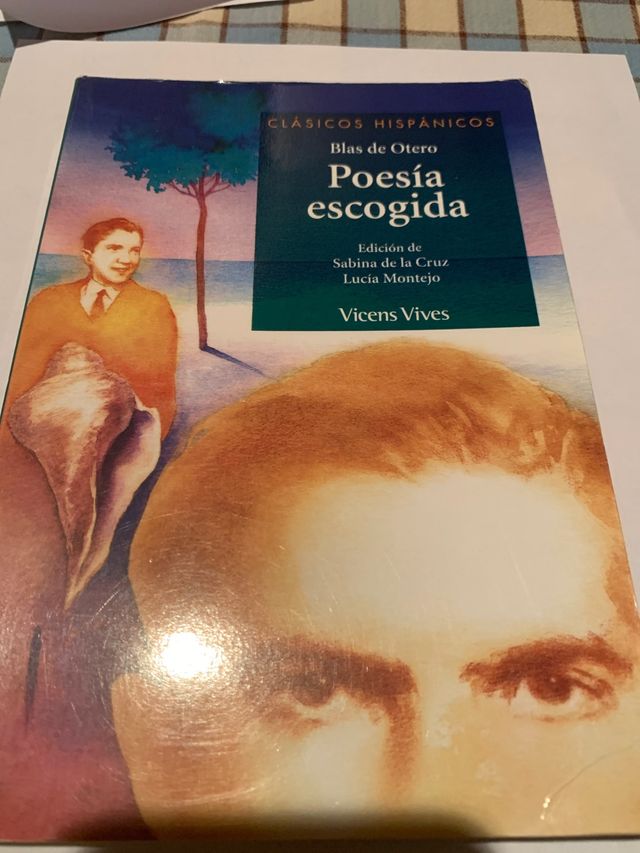 CLÁSICOS HISPÁNICOS
Blas de Otero
Poesía
escogida
Edición de
Sabina de la Cruz
Lucía Montejo
Vicens Vives